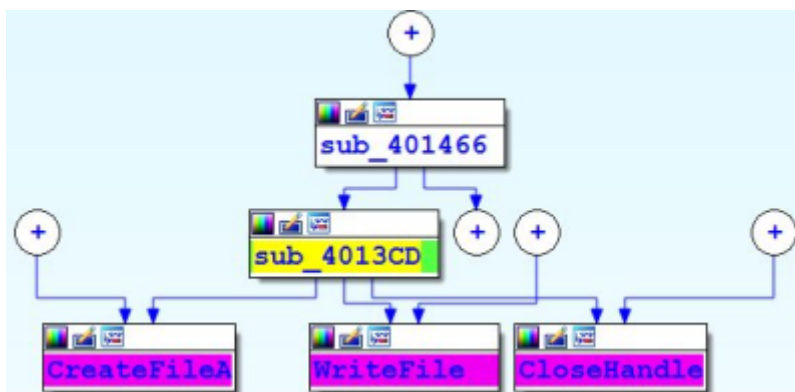 +
sub_401466
+
sub_4013CD
+
+
+
CreateFileA
WriteFile
CloseHandle